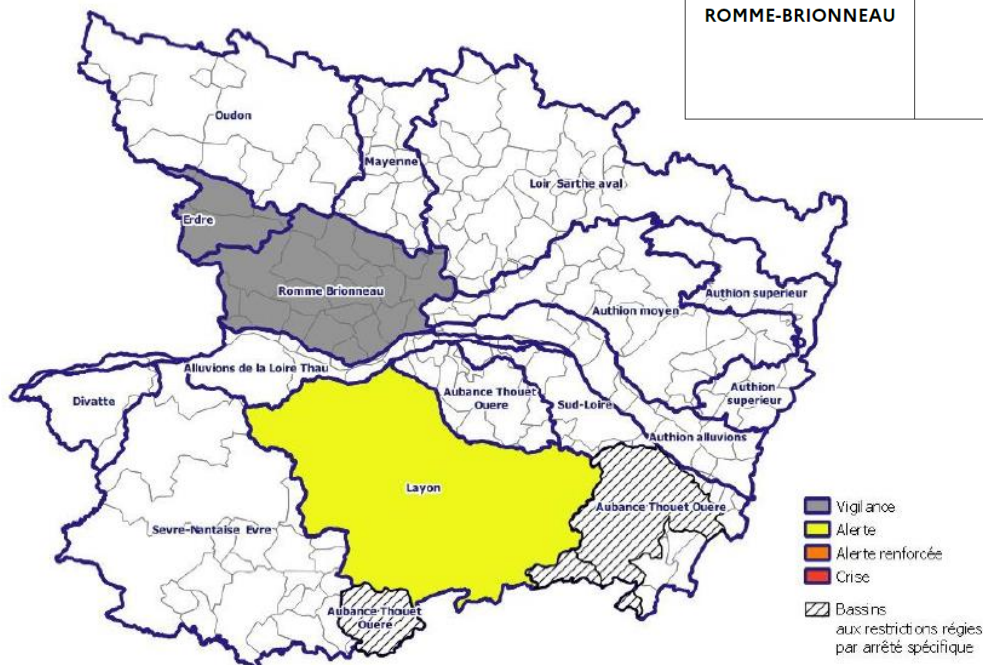 ROMME-BRIONNEAU
Oudon
Mayenne
Loir Sarthe aval
Erdre
Romme Brionneau
Authion superieur
Authion moyen
Alluvions de la Loire Thau
Divatte
Aubance Thouet
Ouere
Sud-Loire
Authion
superieur
Authion alluvions
Layon
Aubance Thouet Ouere
Sevre-Nantaise Evre
Aubance Thouet
Ouere
Vigilance
Alerte
Alerte renforcée
Crise
Bassins
aux restrictions régies
par arrêté spécifique